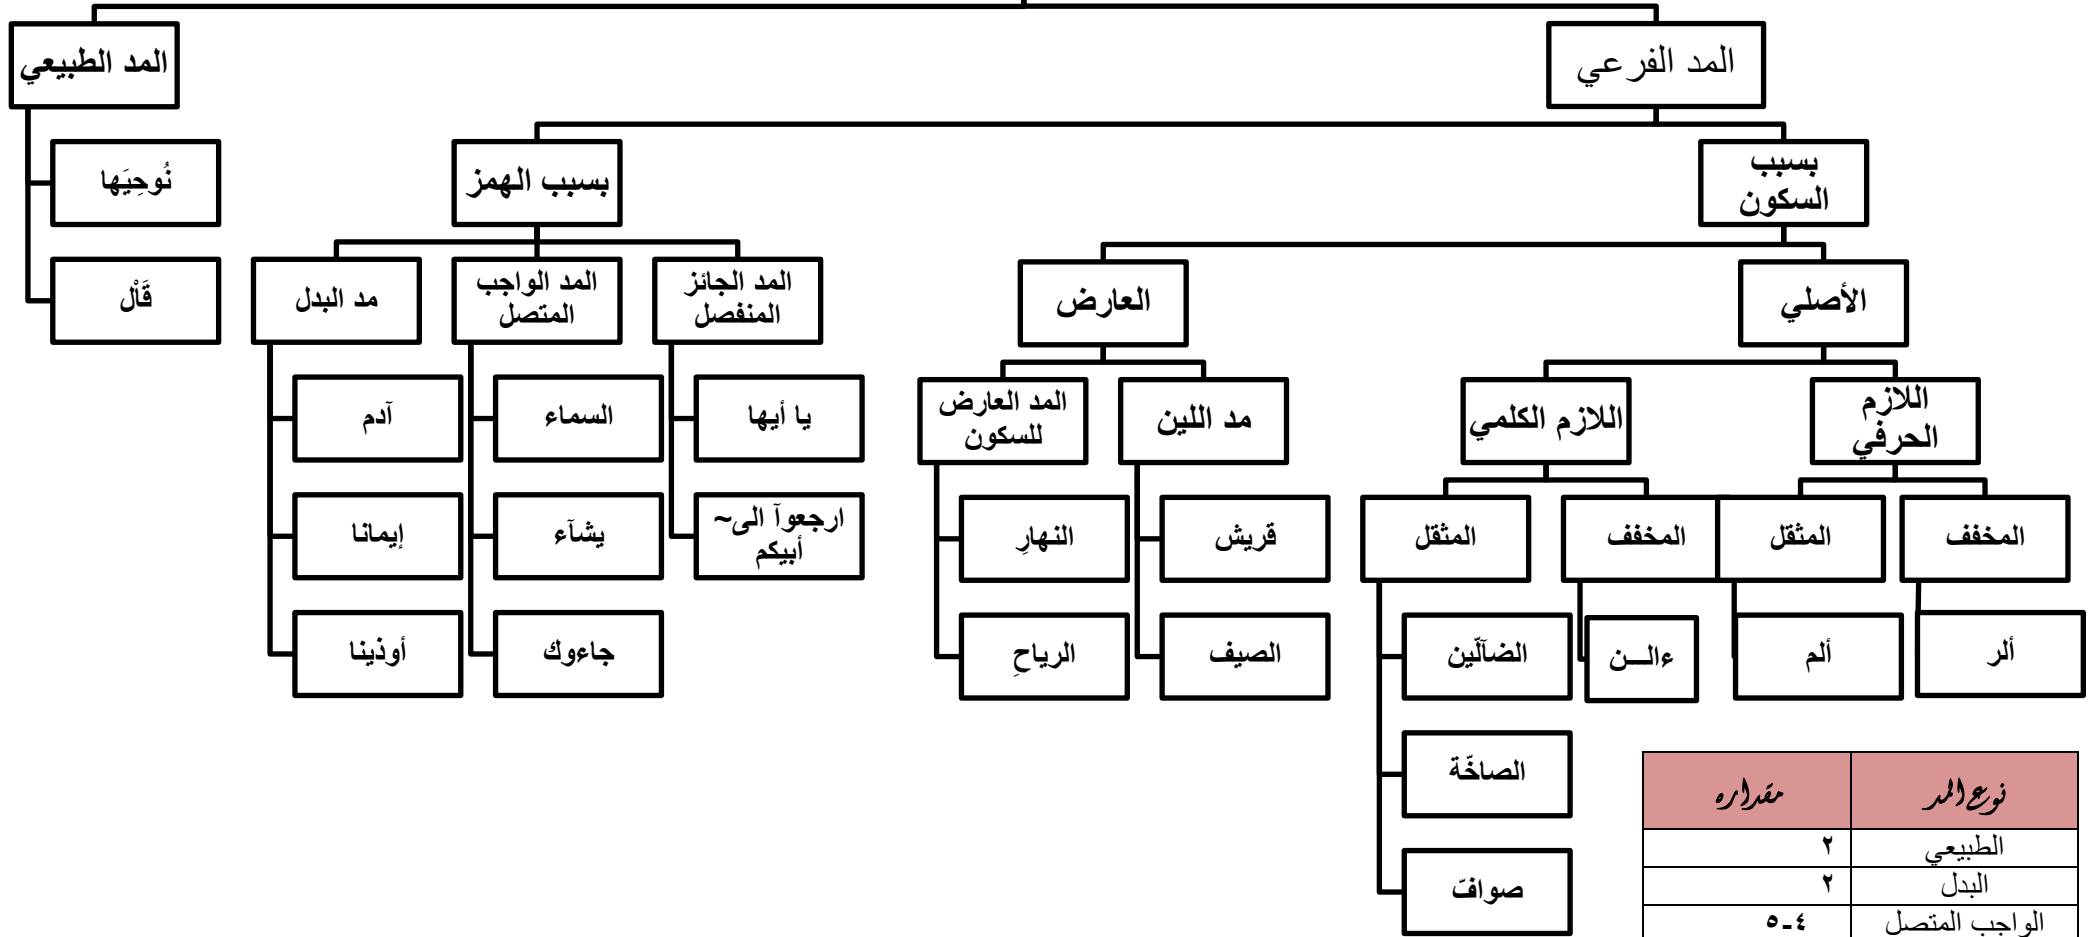 المد الفرعي
المد الطبيعي
بسبب
السكون
بسبب الهمز
نُوحِيَها
قَاْل
الأصلي
العارض
المد الجائز
المنفصل
المد الواجب
المتصل
مد البدل
اللازم
الحرفي
اللازم الكلمي
مد اللين
المد العارض
للسكون
يا أيها
السماء
آدم
المخفف
المثقل
المخفف
المثقل
قريش
النهارِ
ارجعوآ الى~
أبيكم
يشآء
إيمانا
ألر
ألم
ءالــن
الضآلّين
الصيف
الرياحِ
جاءوك
أوذينا
الصاخّة
صوافّ
نوع المد مقداره
الطبيعي ٢
البدل ٢
الواجب المتصل ٤-٥